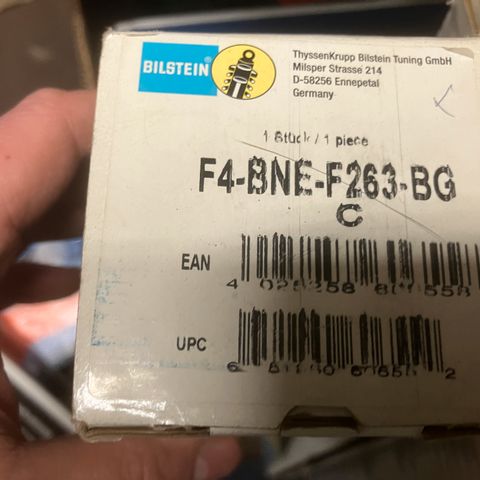 BILSTEIN
ThyssenKrupp Bilstein Tuning GmbH
Milsper Strasse 214
D-58256 Ennepetal
Germany
1 Stück / 1 piece
F4-BNE-F263-BG
C
EAN
UPC